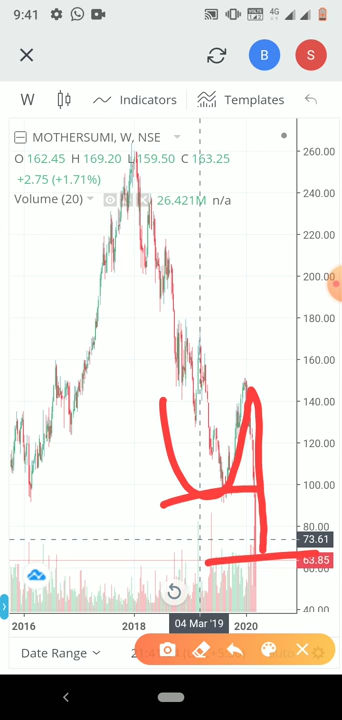 9:41
4G
B
S
W
Indicators
Templates
MOTHERSUMI, W, NSE
O 162.45 H 169.20 L 159.50 C 163.25
+2.75 (+1.71%)
Volume (20) 26.421M n/a
260.00
240.00
220.00
200.00
180.00
160.00
140.00
120.00
100.00
80.00
73.61
63.85
40.00
2016
2018
04 Mar '19
2020
Date Range